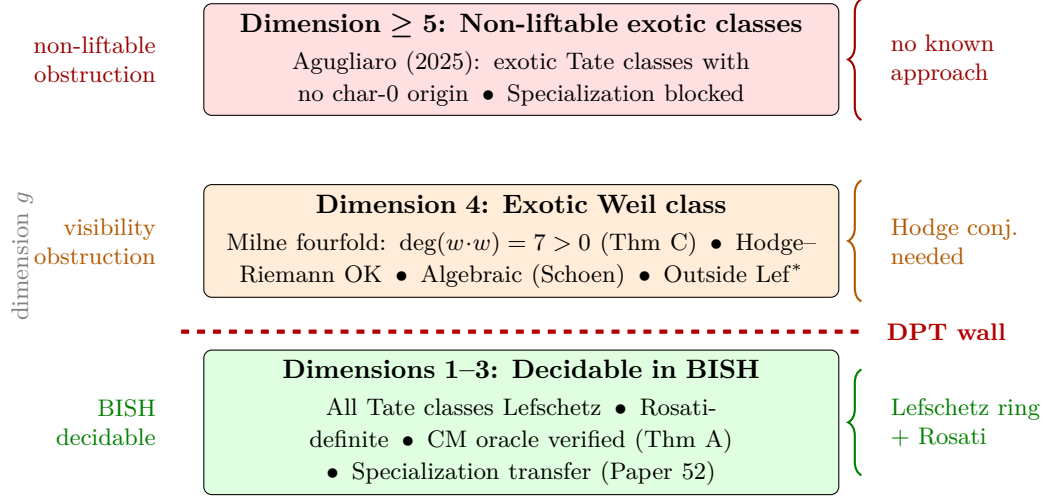 Dimension ≥ 5: Non-liftable exotic classes
Agugliaro (2025): exotic Tate classes with
no char-0 origin • Specialization blocked
non-liftable
obstruction
no known
approach
Dimension 4: Exotic Weil class
Milne fourfold: deg(w·w) = 7 > 0 (Thm C) • Hodge–
Riemann OK • Algebraic (Schoen) • Outside Lef*
visibility
obstruction
Hodge conj.
needed
dimension g
DPT wall
Dimensions 1–3: Decidable in BISH
All Tate classes Lefschetz • Rosati-
definite • CM oracle verified (Thm A)
• Specialization transfer (Paper 52)
BISH
decidable
Lefschetz ring
+ Rosati